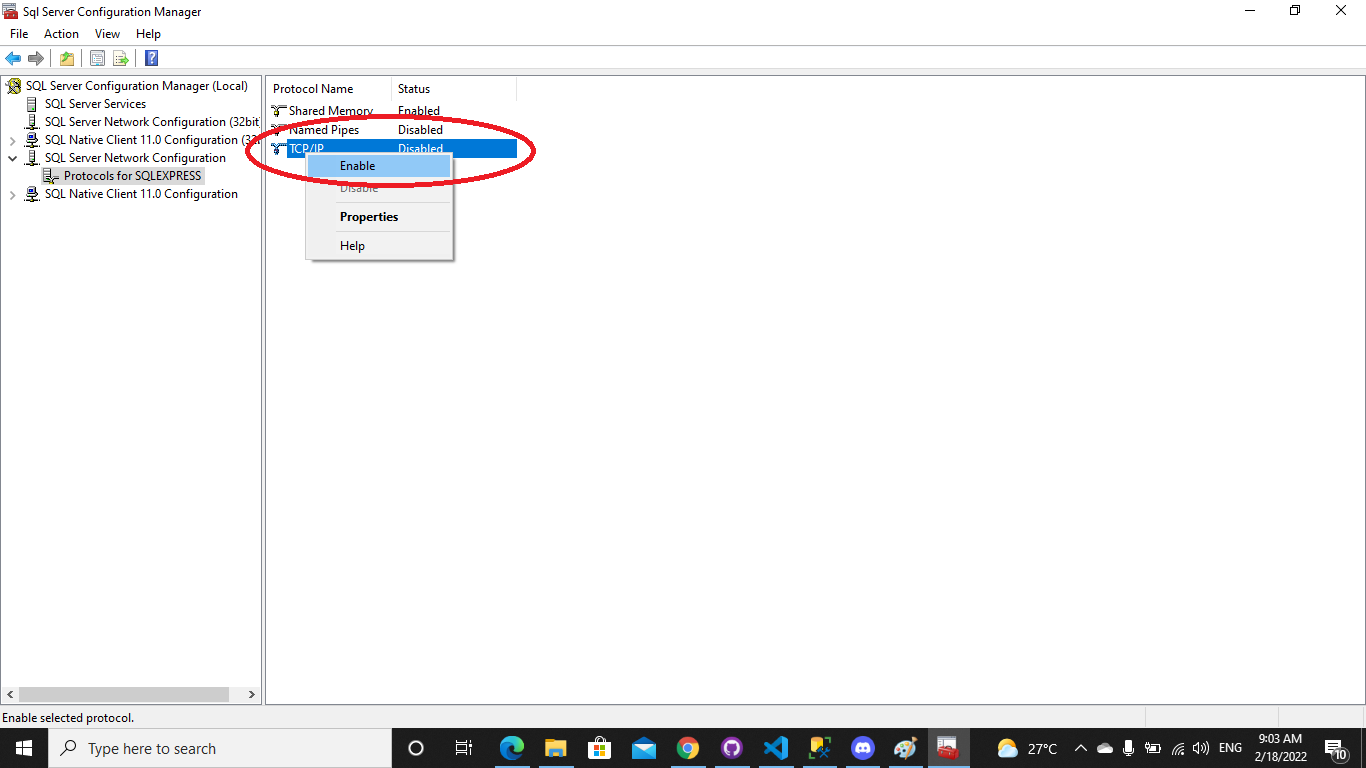 Sql Server Configuration Manager
File Action View Help
SQL Server Configuration Manager (Local)
SQL Server Services
SQL Server Network Configuration (32bit
SQL Native Client 11.0 Configuration (32
SQL Server Network Configuration
Protocols for SQLEXPRESS
SQL Native Client 11.0 Configuration
Protocol Name Status
Shared Memory Enabled
Named Pipes Disabled
TCP/IP Disabled
Enable
Disable
Properties
Help
Enable selected protocol.
Type here to search
27°C
ENG
9:03 AM
2/18/2022
10